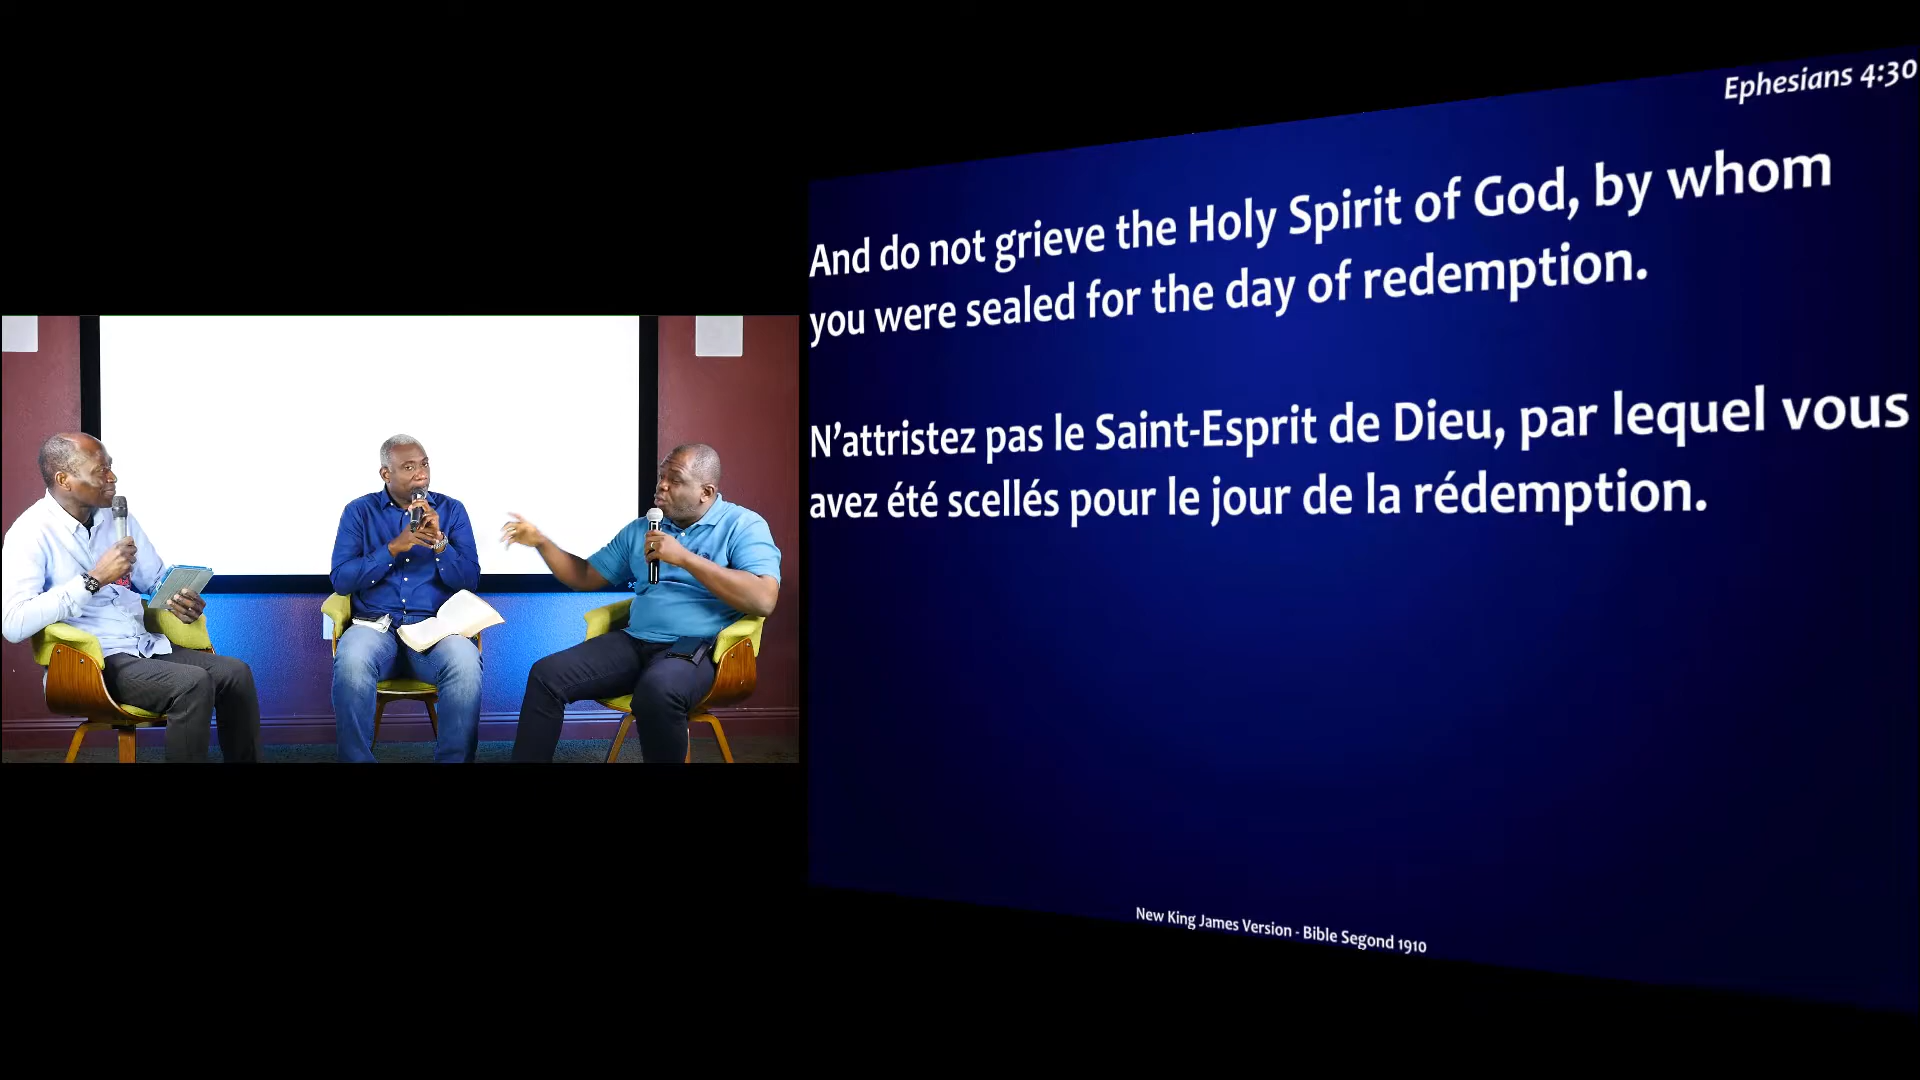 Ephesians 4:30
And do not grieve the Holy Spirit of God, by whom
you were sealed for the day of redemption.
N’attristez pas le Saint-Esprit de Dieu, par lequel vous
avez été scellés pour le jour de la rédemption.
New King James Version - Bible Segond 1910